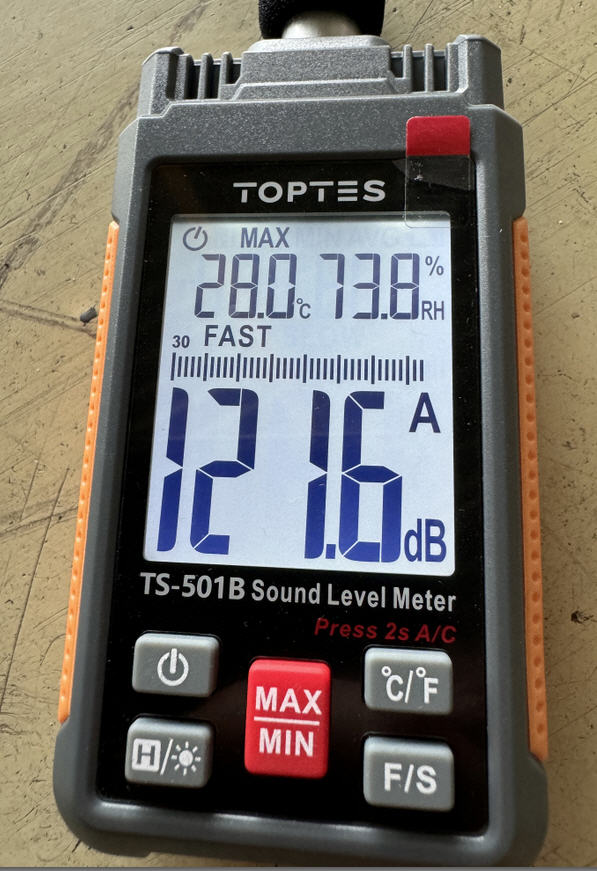 TOPTES
MAX
28.0°C 73.8% RH
30 FAST
121.6 A dB
TS-501B Sound Level Meter
Press 2s A/C
MAX
MIN
°C/°F
H/
F/S